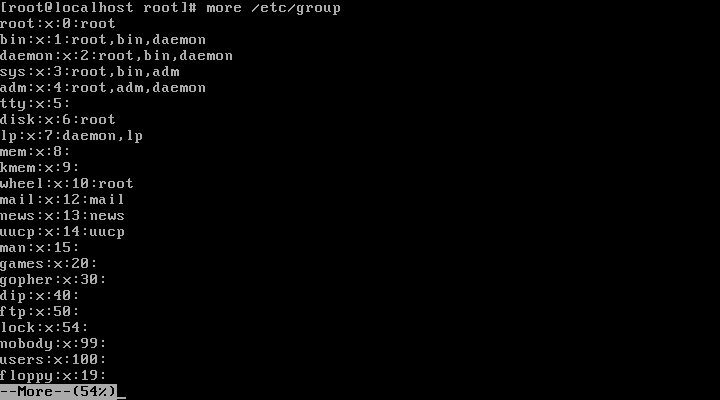 [root@localhost root]# more /etc/group
root:x:0:root
bin:x:1:root,bin,daemon
daemon:x:2:root,bin,daemon
sys:x:3:root,bin,adm
adm:x:4:root,adm,daemon
tty:x:5:
disk:x:6:root
lp:x:7:daemon,lp
mem:x:8:
kmem:x:9:
wheel:x:10:root
mail:x:12:mail
news:x:13:news
uucp:x:14:uucp
man:x:15:
games:x:20:
gopher:x:30:
dip:x:40:
ftp:x:50:
lock:x:54:
nobody:x:99:
users:x:100:
floppy:x:19:
--More--(54%)